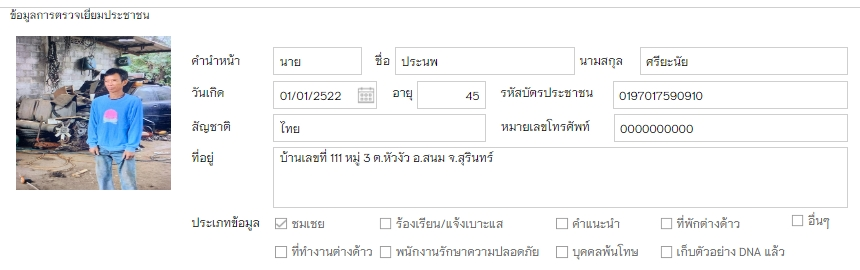 ข้อมูลการตรวจเยี่ยมประชาชน
คำนำหน้า นาย ชื่อ ประนพ นามสกุล ศรียะนัย
วันเกิด 01/01/2522 อายุ 45 รหัสบัตรประชาชน 0197017590910
สัญชาติ ไทย หมายเลขโทรศัพท์ 0000000000
ที่อยู่ บ้านเลขที่ 111 หมู่ 3 ต.หัวงัว อ.สนม จ.สุรินทร์
ประเภทข้อมูล ชมเชย ร้องเรียน/แจ้งเบาะแส คำแนะนำ ที่พักต่างด้าว อื่นๆ
ที่ทำงานต่างด้าว พนักงานรักษาความปลอดภัย บุคคลพ้นโทษ เก็บตัวอย่าง DNA แล้ว